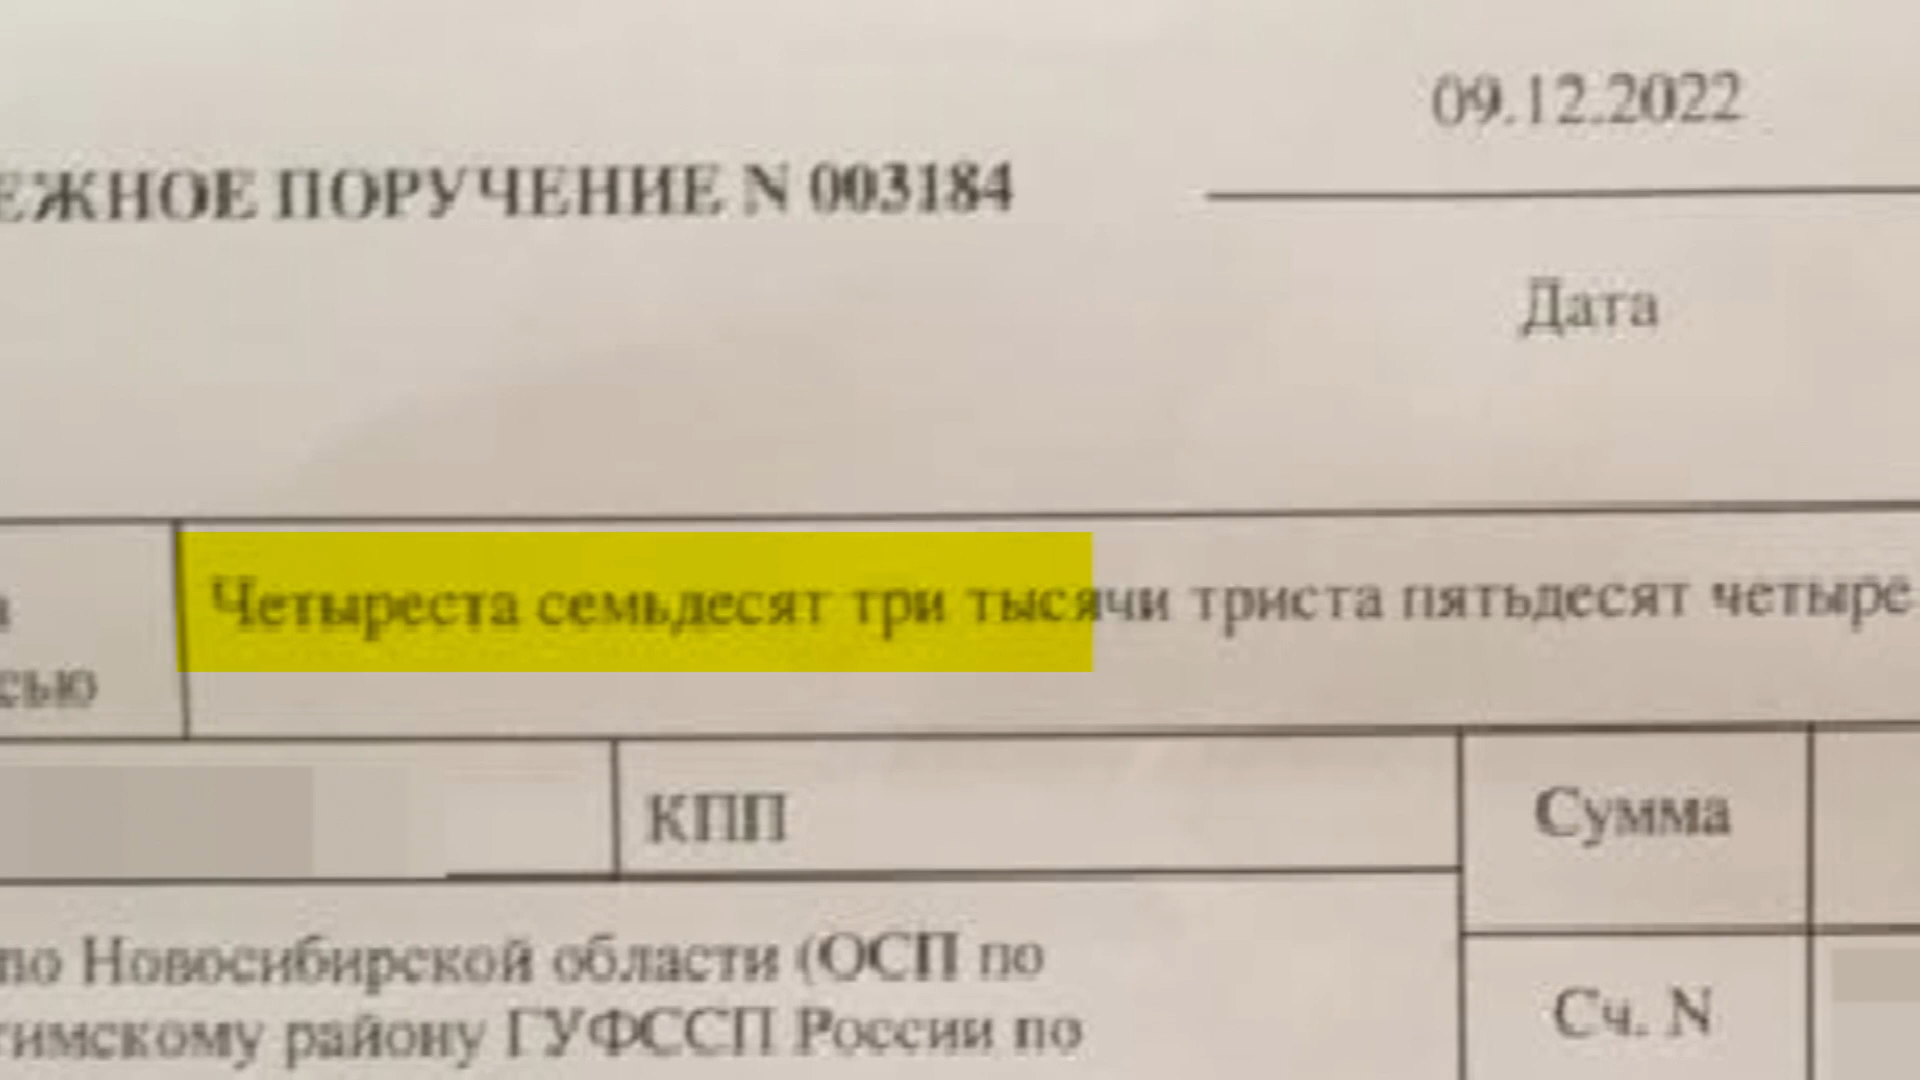 09.12.2022
ЕЖНОЕ ПОРУЧЕНИЕ N 003184
Дата
Четыреста семьдесят три тысячи триста пятьдесят четыре
сью
КПП
Сумма
по Новосибирской области (ОСП по
тимскому району ГУФССП России по
Сч. N